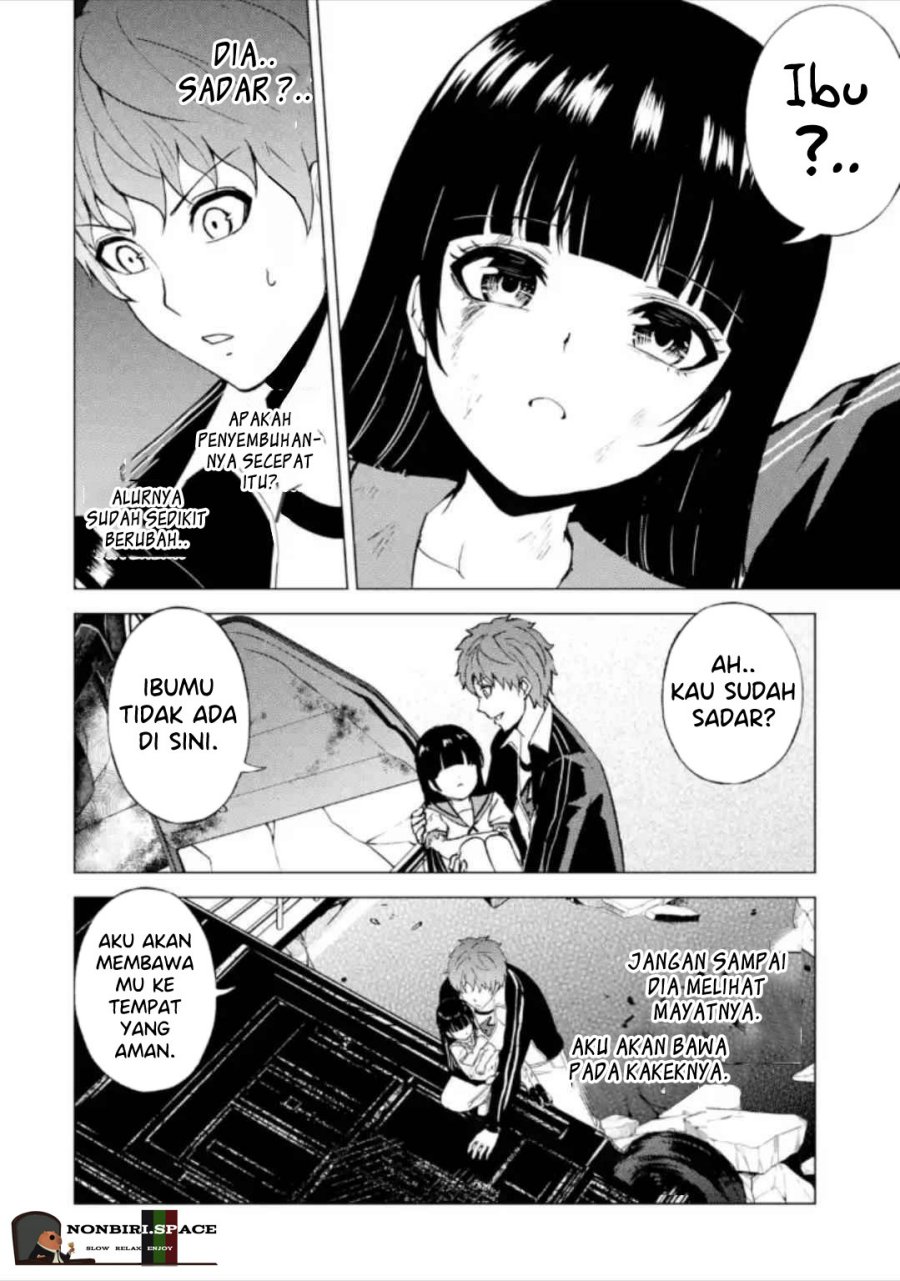 Ibu
?..
DIA..
SADAR?..
APAKAH
PENYEMBUHAN-
NYA SECEPAT
ITU?
ALURNYA
SUDAH SEDIKIT
BERUBAH..
AH..
KAU SUDAH
SADAR?
IBUMU
TIDAK ADA
DI SINI.
JANGAN SAMPAI
DIA MELIHAT
MAYATNYA.
AKU AKAN BAWA
PADA KAKEKNYA.
AKU AKAN
MEMBAWA
MU KE
TEMPAT
YANG
AMAN.
NONBIRI.SPACE
SLOW RELAX ENJOY